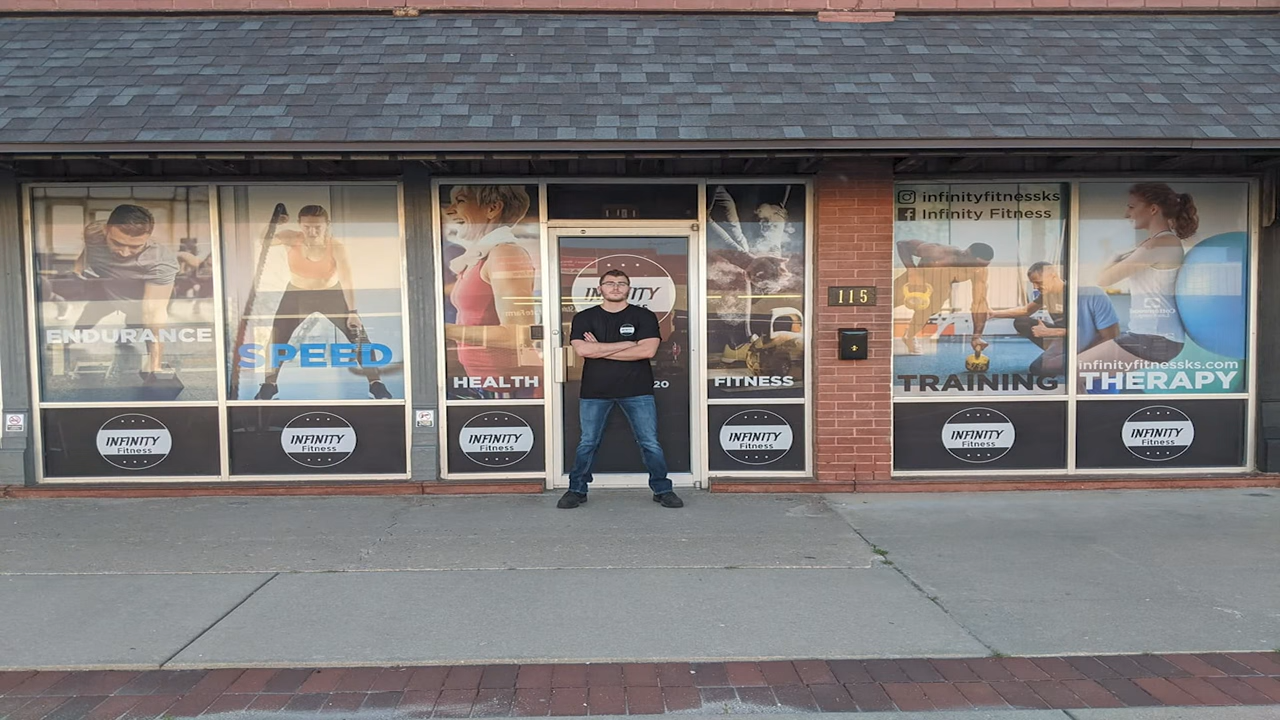 ENDURANCE
SPEED
HEALTH
INFINITY
20
FITNESS
115
infinityfitnessks
Infinity Fitness
TRAINING
infinityfitnessks.com
THERAPY
INFINITY
Fitness
INFINITY
Fitness
INFINITY
Fitness
INFINITY
Fitness
INFINITY
Fitness
INFINITY
Fitness